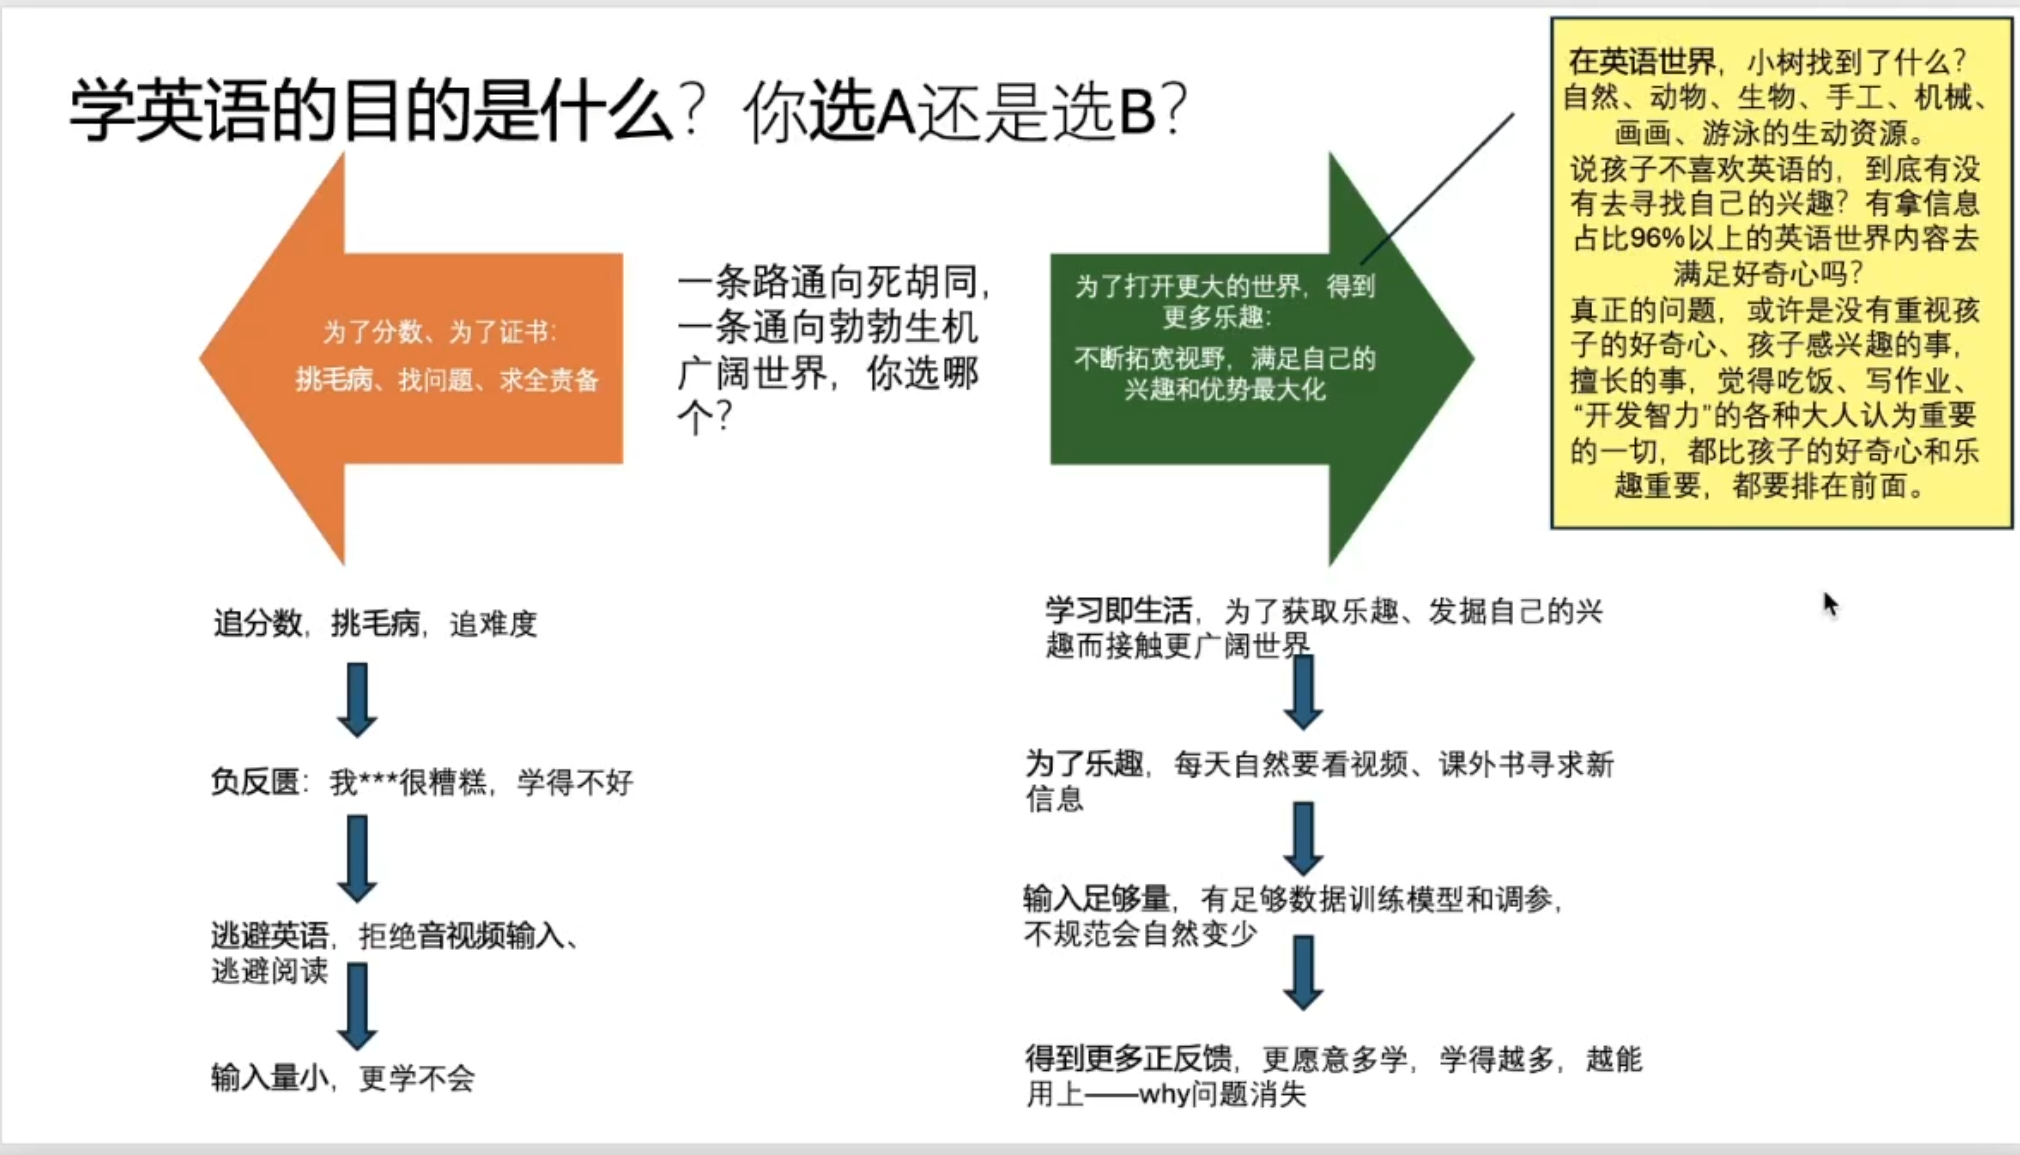 学英语的目的是什么？你选A还是选B？
为了分数、为了证书：
挑毛病、找问题、求全责备
一条路通向死胡同，
一条通向勃勃生机
广阔世界，你选哪
个？
为了打开更大的世界，得到
更多乐趣：
不断拓宽视野，满足自己的
兴趣和优势最大化
在英语世界，小树找到了什么？
自然、动物、生物、手工、机械、
画画、游泳的生动资源。
说孩子不喜欢英语的，到底有没
有去寻找自己的兴趣？有拿信息
占比96%以上的英语世界内容去
满足好奇心吗？
真正的问题，或许是没有重视孩
子的好奇心、孩子感兴趣的事，
擅长的事，觉得吃饭、写作业、
“开发智力”的各种大人认为重要
的一切，都比孩子的好奇心和乐
趣重要，都要排在前面。
追分数，挑毛病，追难度
负反匮：我***很糟糕，学得不好
逃避英语，拒绝音视频输入、
逃避阅读
输入量小，更学不会
学习即生活，为了获取乐趣、发掘自己的兴
趣而接触更广阔世界
为了乐趣，每天自然要看视频、课外书寻求新
信息
输入足够量，有足够数据训练模型和调参，
不规范会自然变少
得到更多正反馈，更愿意多学，学得越多，越能
用上——why问题消失